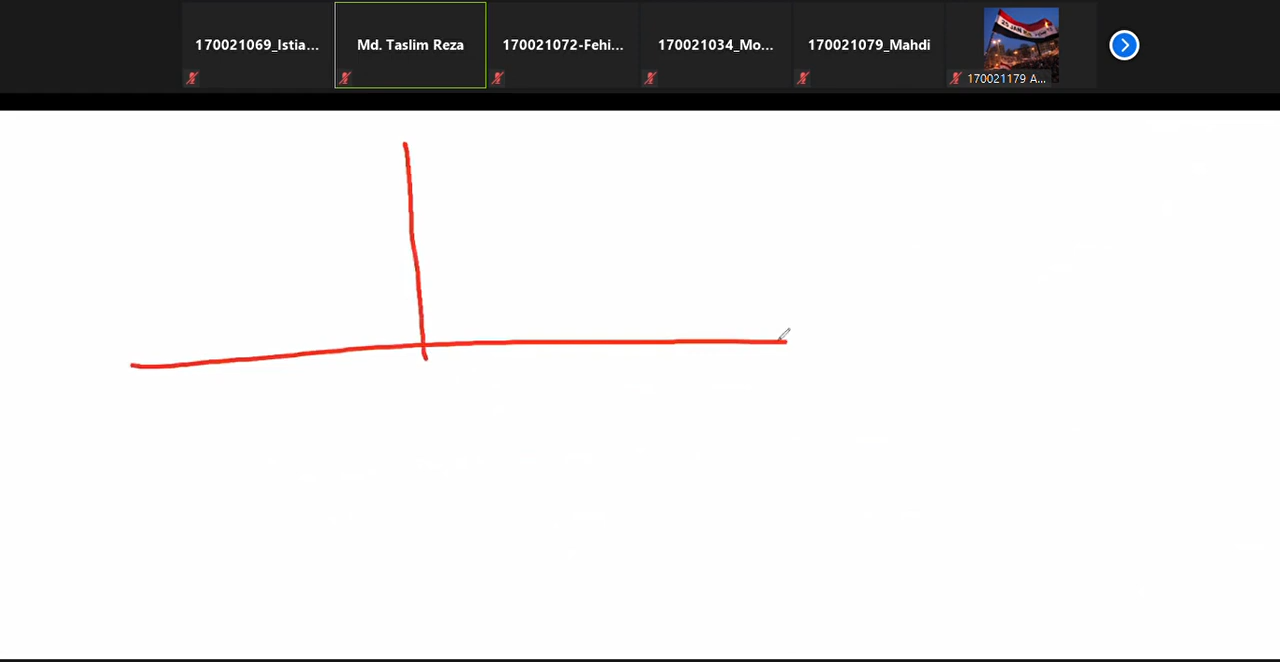 170021069_Istia...
Md. Taslim Reza
170021072-Fehi...
170021034_Mo...
170021079_Mahdi
170021179 A...